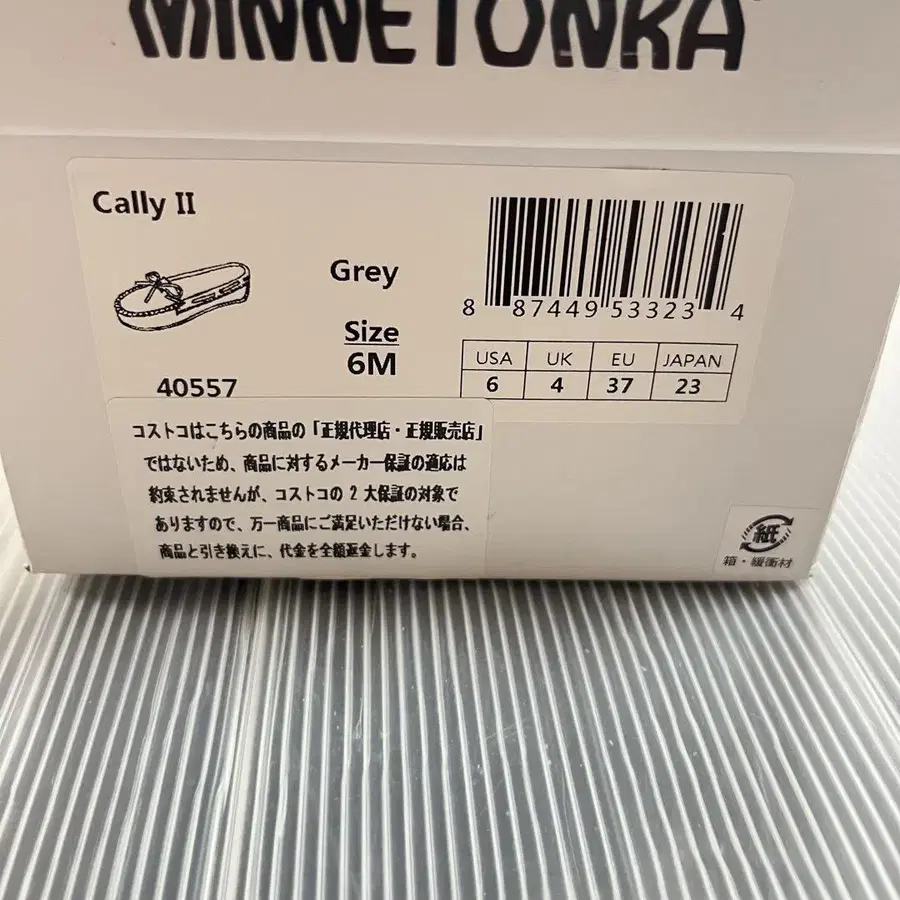 MINNETONKA
Cally II
Grey
Size
6M
40557
8 87449 53323 4
USA UK EU JAPAN
6 4 37 23
コストコはこちらの商品の「正規代理店・正規販売店」
ではないため、商品に対するメーカー保証の適応は
約束されませんが、コストコの 2 大保証の対象で
ありますので、万一商品にご満足いただけない場合、
商品と引き換えに、代金を全額返金します。
紙
箱・緩衝材